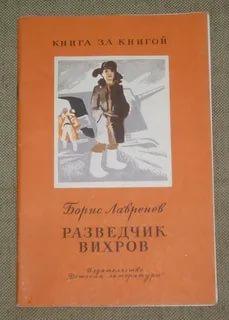 КНИГА ЗА КНИГОЙ
Борис Лавренев
РАЗВЕДЧИК
ВИХРОВ
Издательство
"Детская литература"